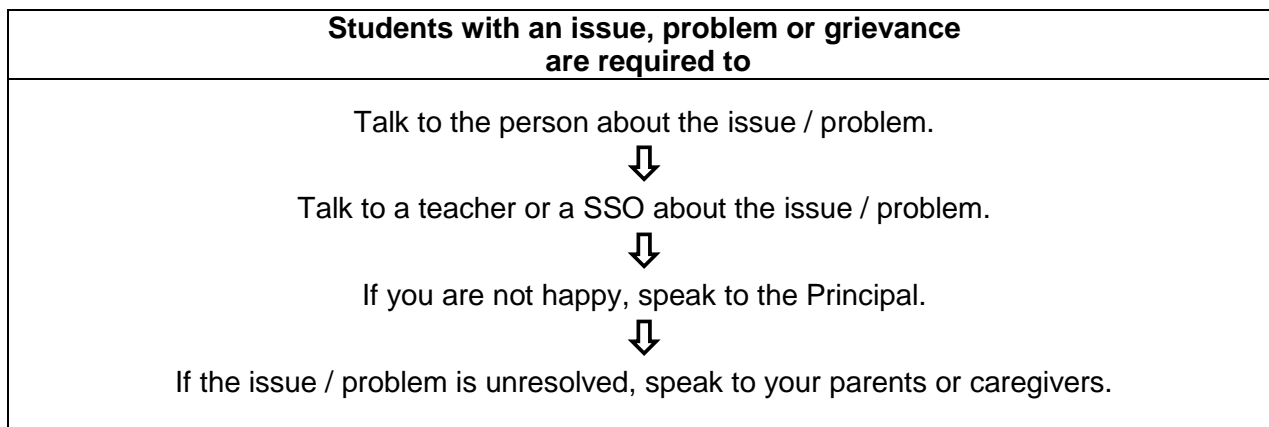 Students with an issue, problem or grievance
are required to
Talk to the person about the issue / problem.
Talk to a teacher or a SSO about the issue / problem.
If you are not happy, speak to the Principal.
If the issue / problem is unresolved, speak to your parents or caregivers.